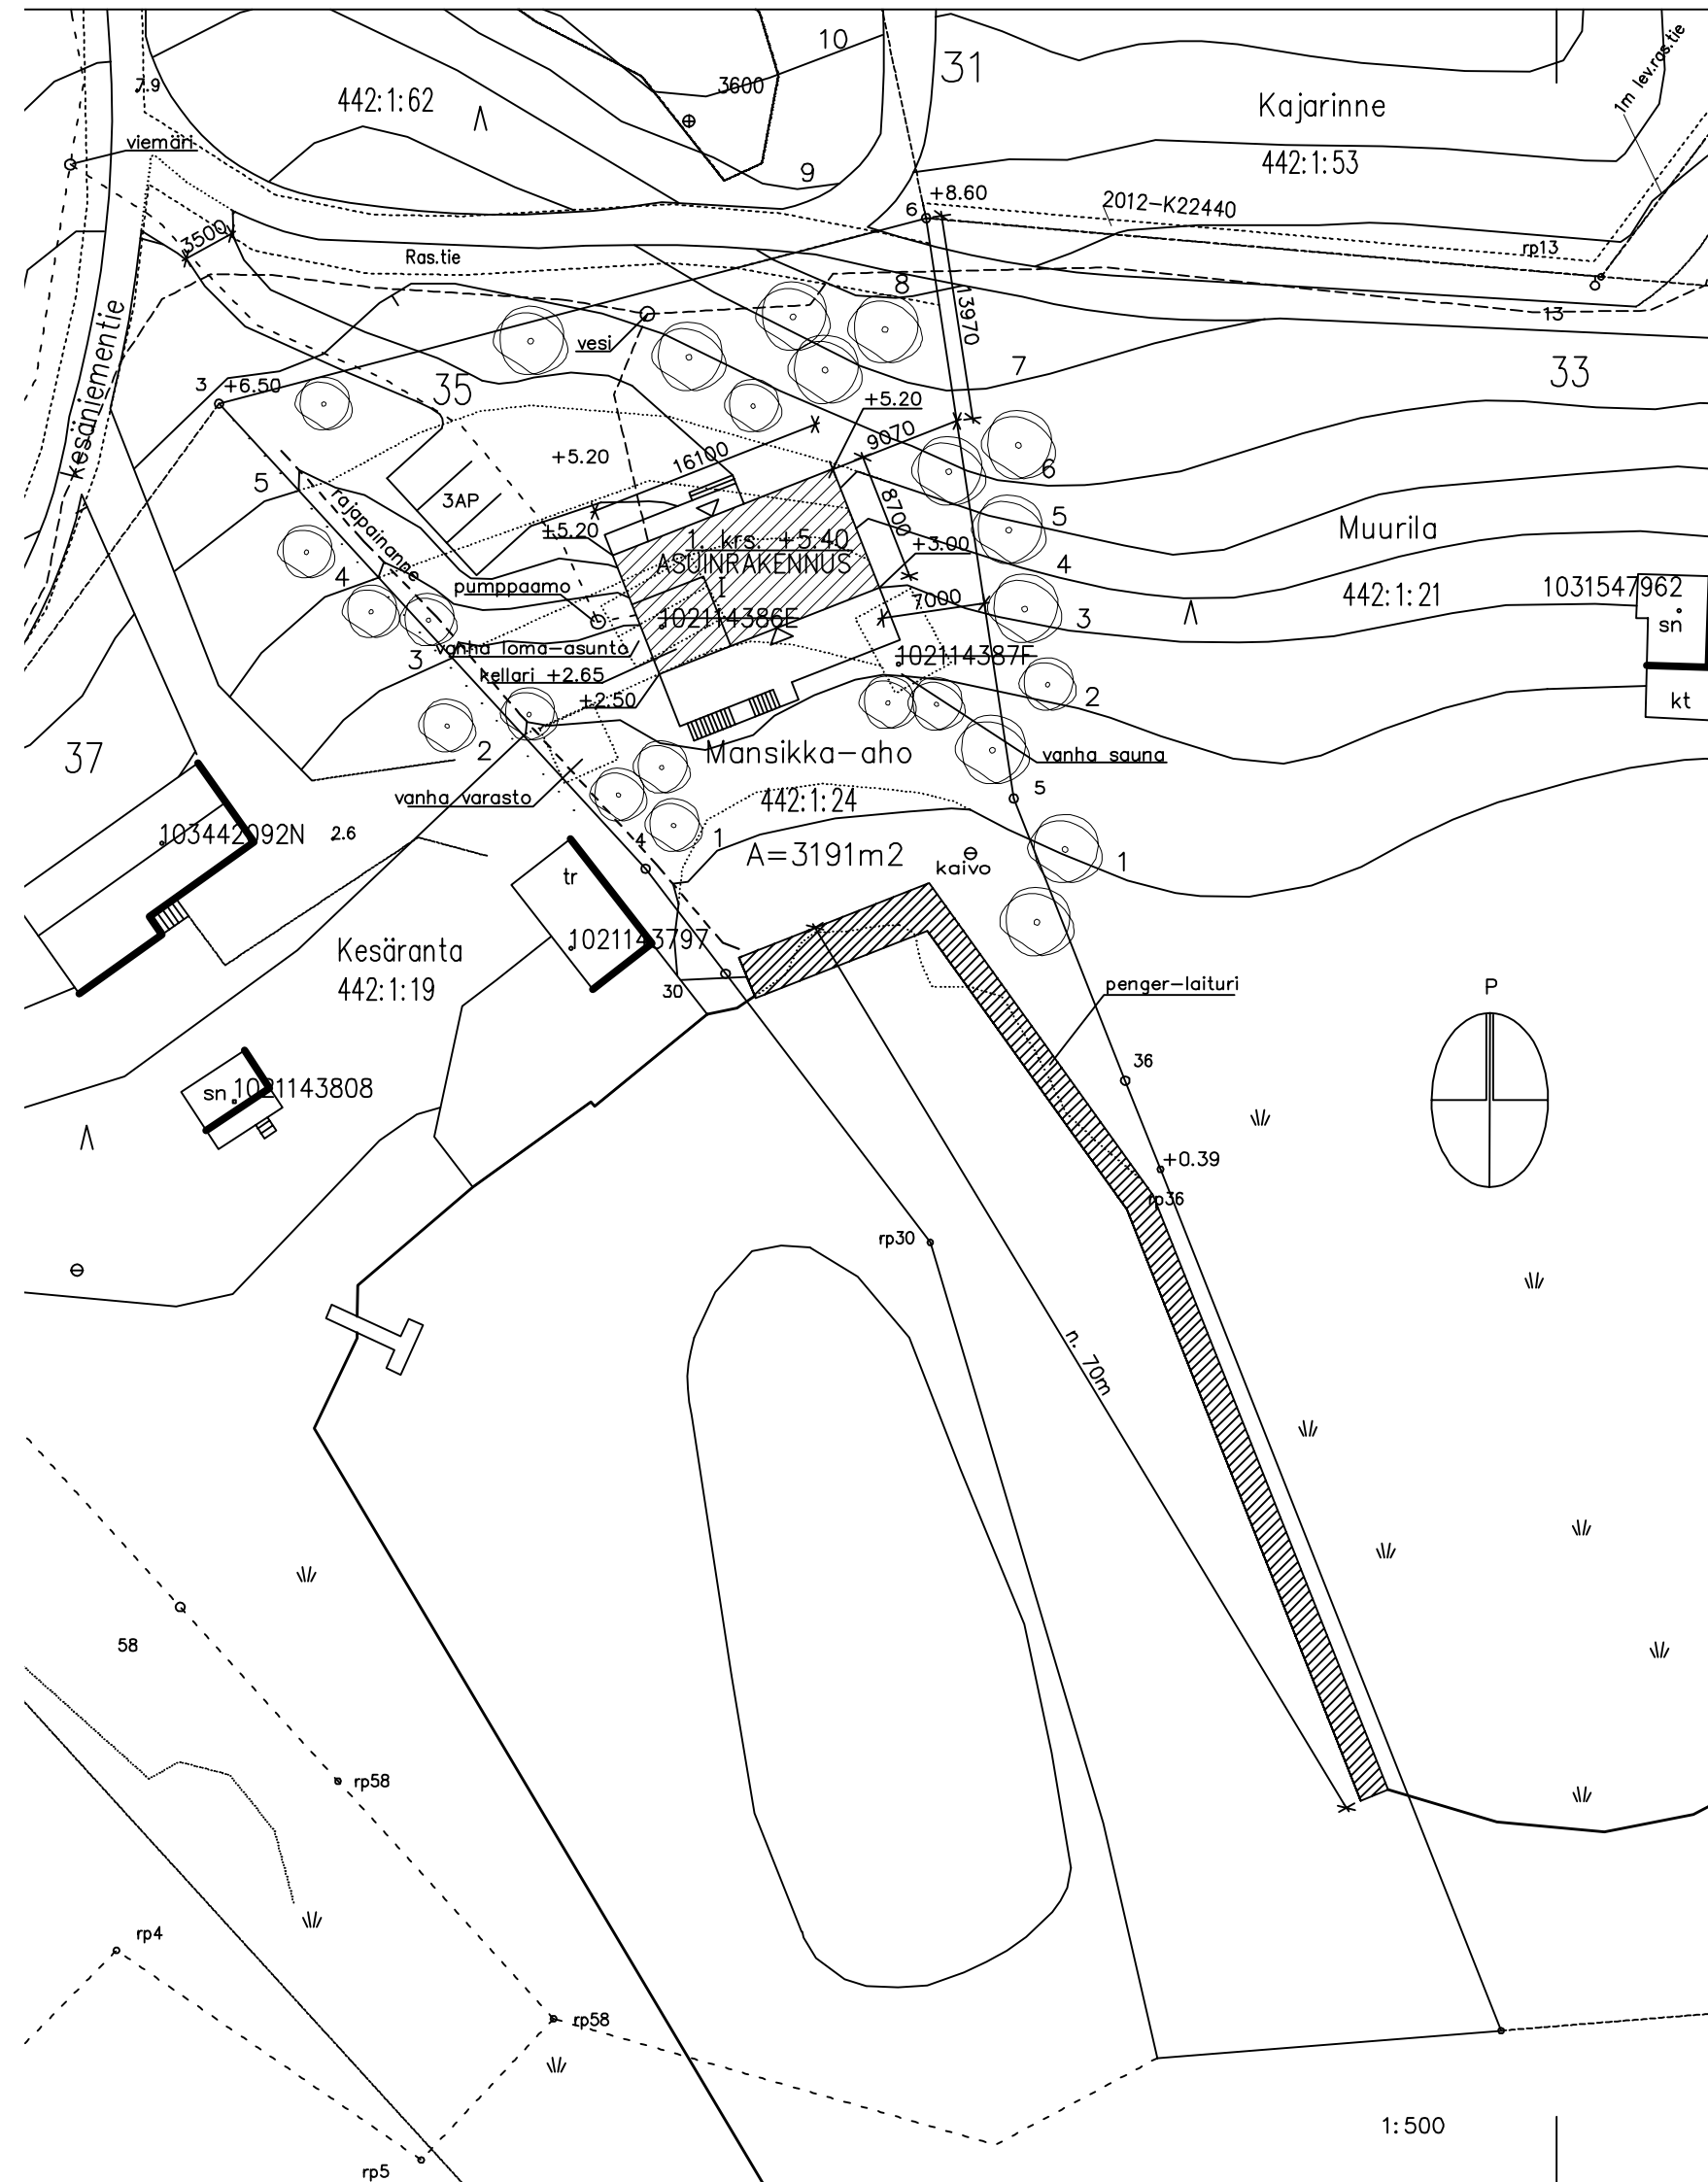 10
31
1m lev.ras.tie
7.9
442:1:62
3600
Kajarinne
442:1:53
viemäri
9
+8.60
6
2012-K22440
3500
rp13
Ras.tie
8
13970
13
vesi
kesäniementie
7
33
3
+6.50
35
+5.20
9070
+5.20
16100
6
5
rajapainanne
3AP
8700
5
Muurila
+5.20
1. krs. +5.40
+3.00
ASUINRAKENNUS
4
4
I
442:1:21
1031547962
pumppaamo
7000
3
102114386E
sn
vanha loma-asunto
3
102114387F
kellari +2.65
+2.50
2
kt
37
2
Mansikka-aho
vanha sauna
5
vanha varasto
442:1:24
103442092N
2.6
4
1
A=3191m2
kaivo
1
tr
Kesäranta
1021143797
442:1:19
30
penger-laituri
P
36
sn
1021143808
+0.39
rp36
rp30
n. 70m
58
rp58
rp4
rp58
1:500
rp5